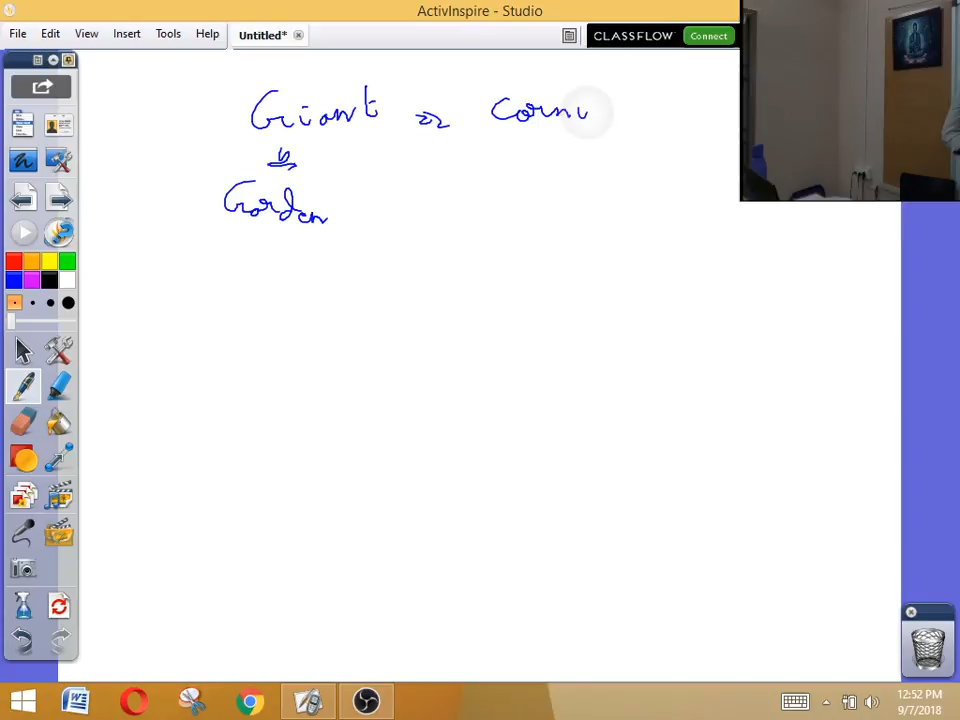 ActivInspire - Studio
File Edit View Insert Tools Help Untitled* CLASSFLOW Connect
Giant => Corni
Garden
12:52 PM
9/7/2018